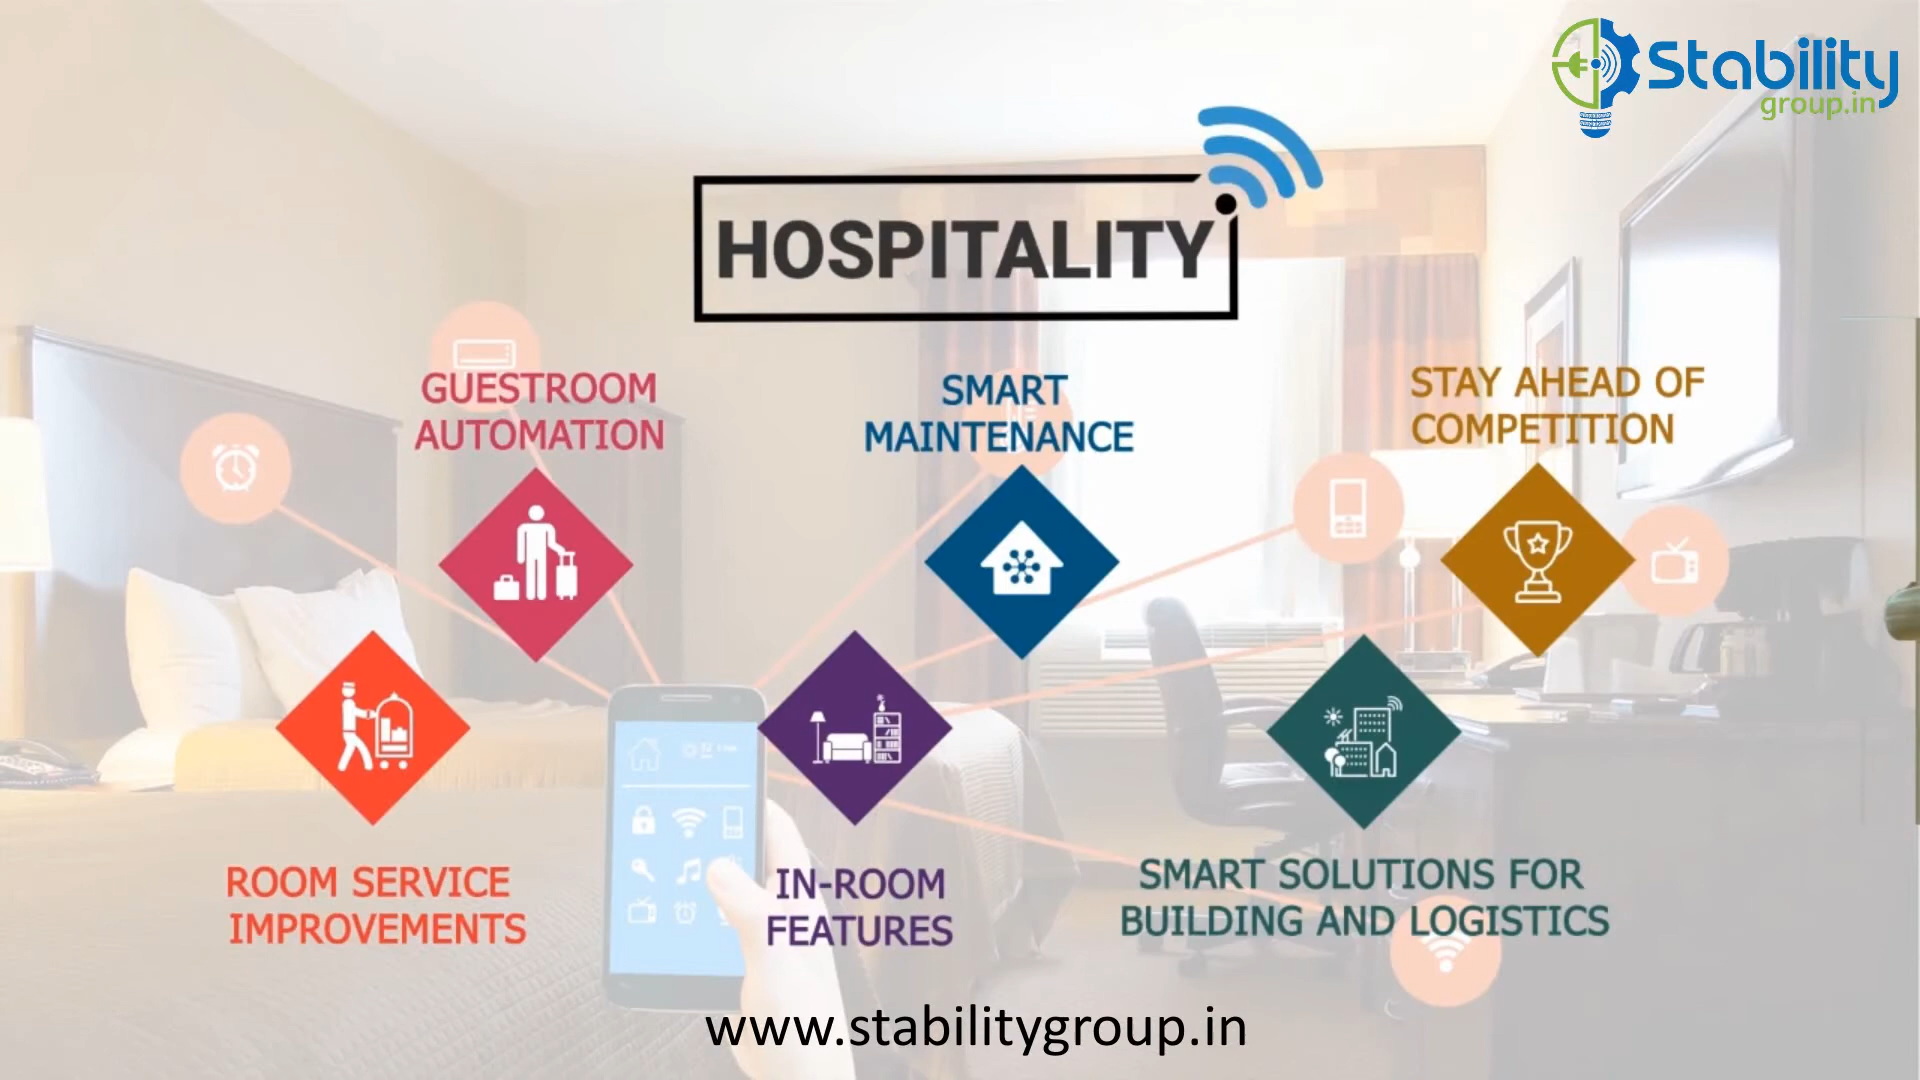 Stability
group.in
HOSPITALITY
GUESTROOM
AUTOMATION
SMART
MAINTENANCE
STAY AHEAD OF
COMPETITION
ROOM SERVICE
IMPROVEMENTS
IN-ROOM
FEATURES
SMART SOLUTIONS FOR
BUILDING AND LOGISTICS
www.stabilitygroup.in